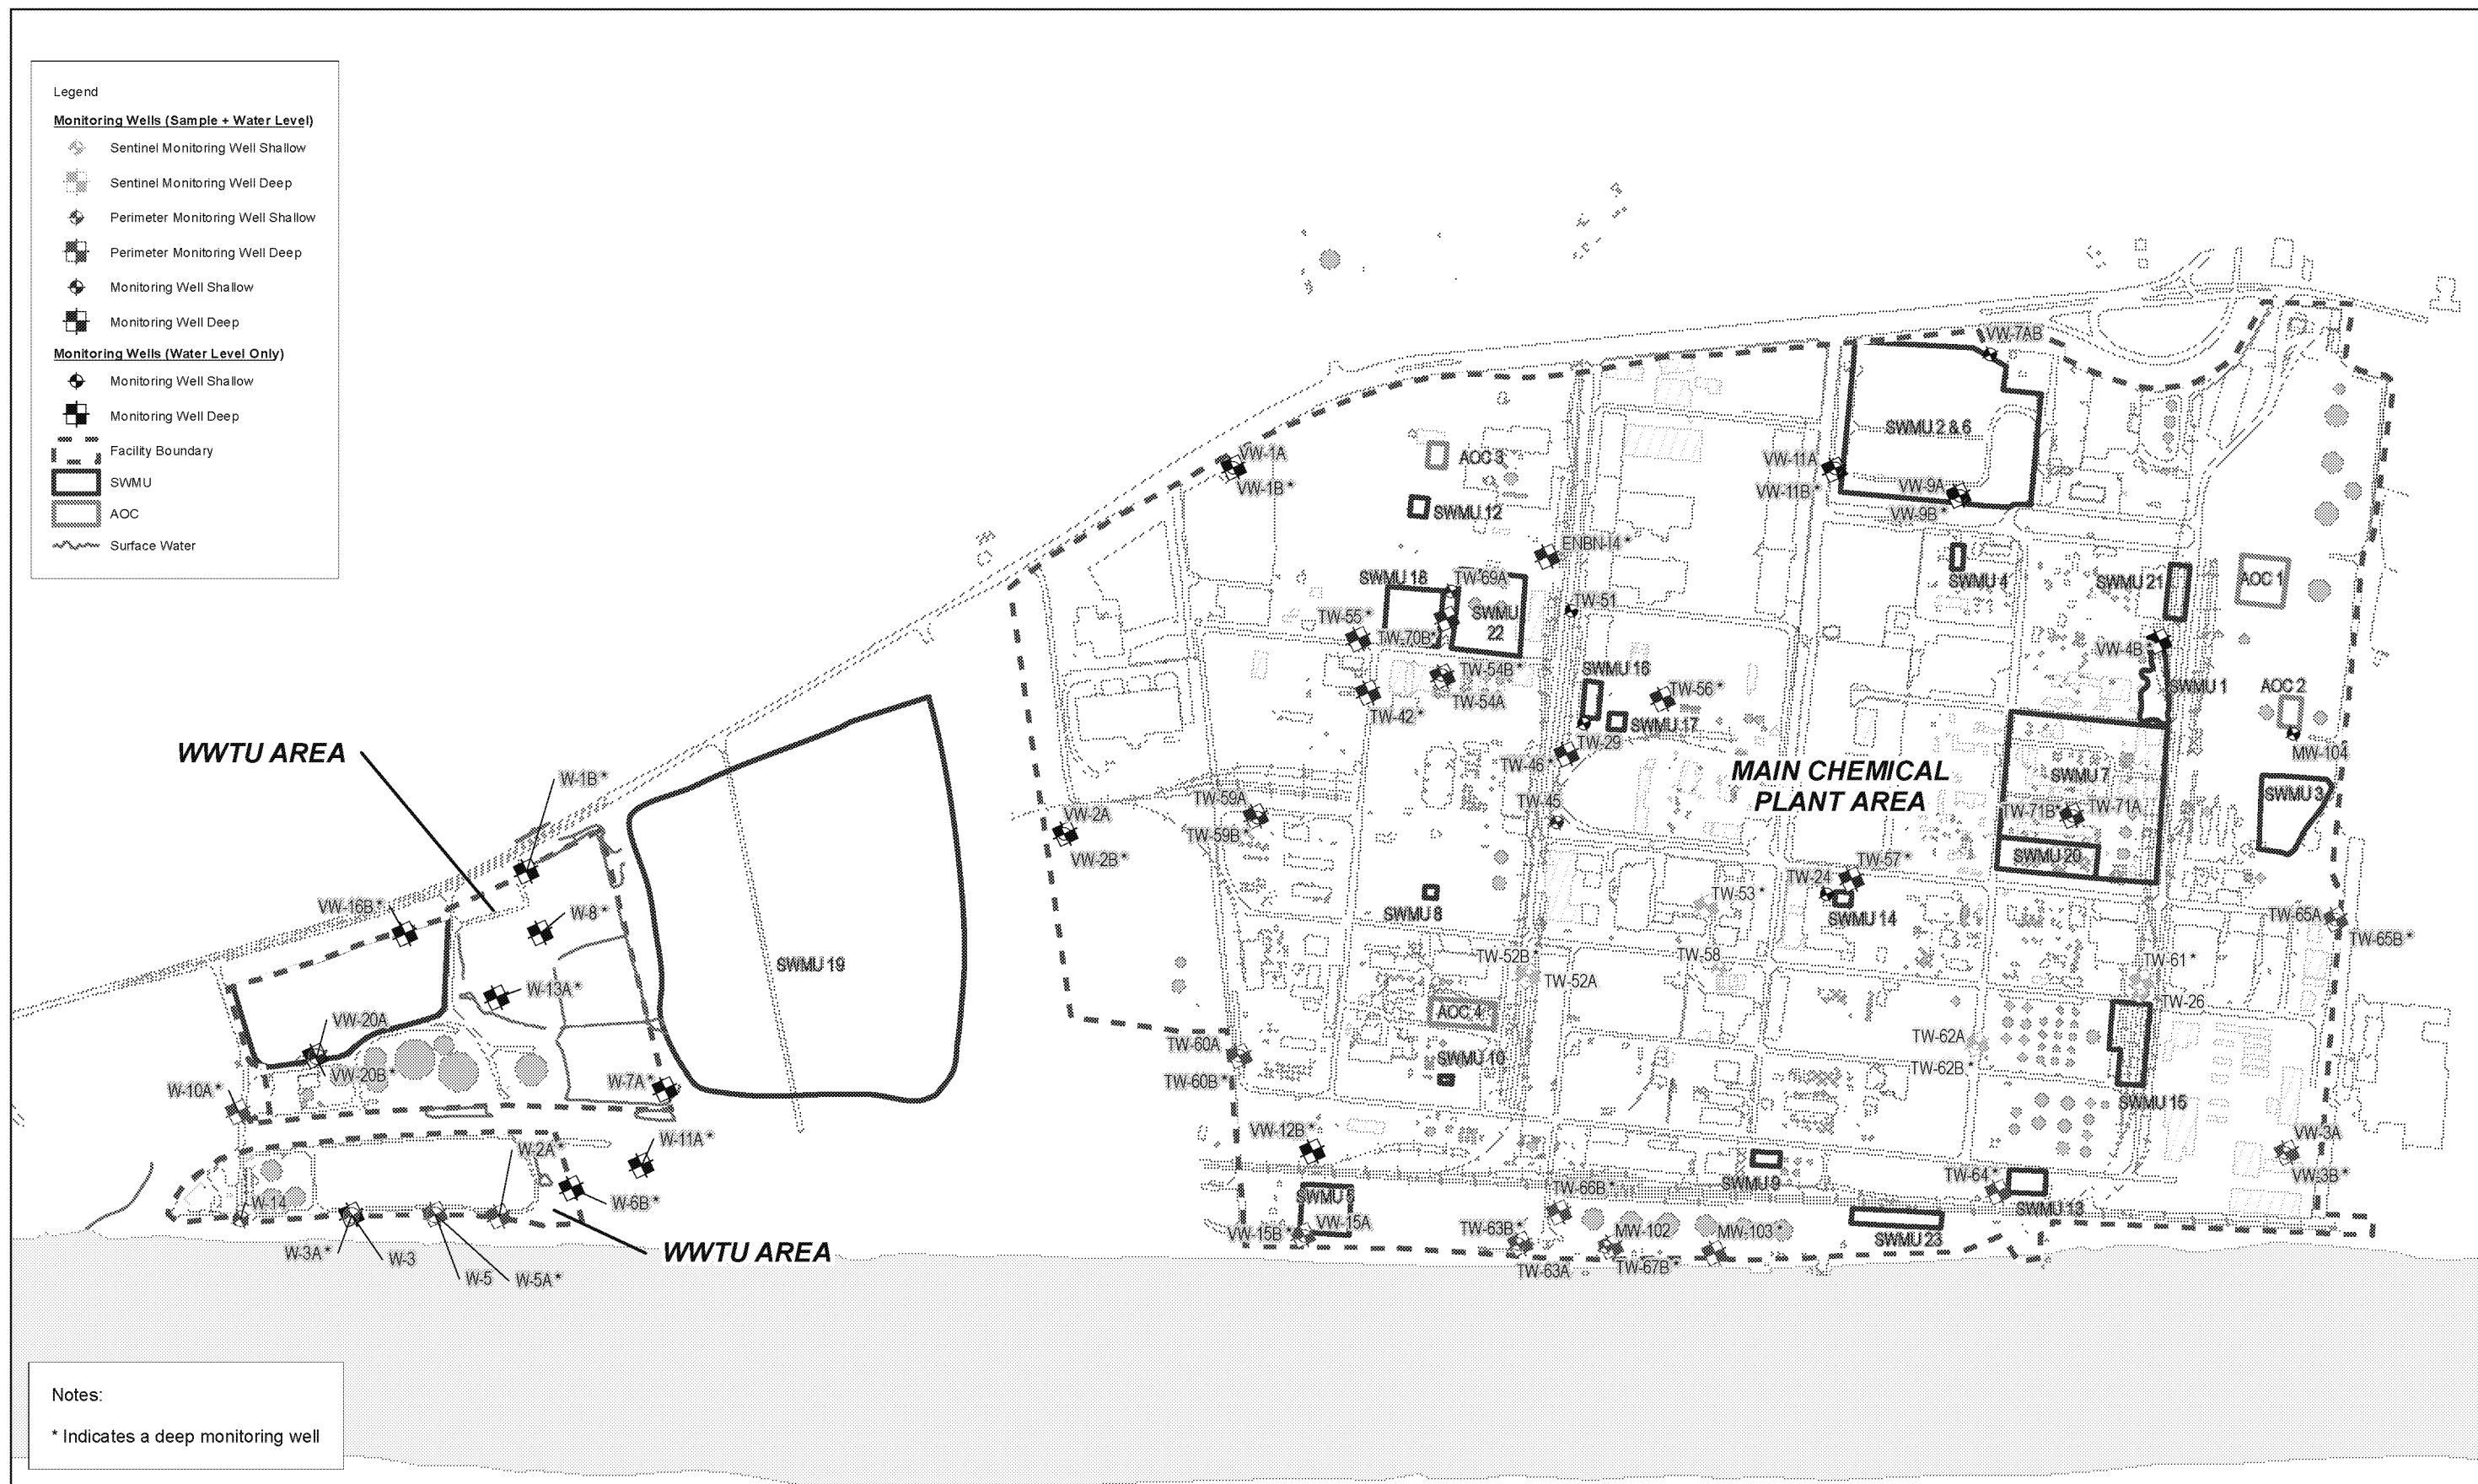 Legend
Monitoring Wells (Sample + Water Level)
Sentinel Monitoring Well Shallow
Sentinel Monitoring Well Deep
Perimeter Monitoring Well Shallow
Perimeter Monitoring Well Deep
Monitoring Well Shallow
Monitoring Well Deep
Monitoring Wells (Water Level Only)
Monitoring Well Shallow
Monitoring Well Deep
Facility Boundary
SWMU
AOC
Surface Water
WWTU AREA
W-1B *
VW-16B *
W-8 *
W-13A *
VW-20A
VW-20B *
W-10A *
W-7A *
W-2A *
W-11A *
W-14
W-6B *
W-3A *
W-3
W-5
W-5A *
WWTU AREA
SWMU 19
VW-1A
VW-1B *
AOC 3
SWMU 12
ENBN-I4 *
SWMU 18
TW-69A
SWMU
22
TW-51
TW-55 *
TW-70B *
TW-54B *
TW-54A
TW-42 *
SWMU 16
TW-56 *
SWMU 17
TW-29
TW-46 *
TW-45
VW-7AB
SWMU 2 & 6
VW-11A
VW-11B *
VW-9A
VW-9B *
SWMU 4
SWMU 21
AOC 1
VW-4B *
SWMU 1
AOC 2
MW-104
MAIN CHEMICAL
PLANT AREA
SWMU 7
TW-71B *
TW-71A
SWMU 3
SWMU 20
VW-2A
VW-2B *
TW-59A
TW-59B *
SWMU 8
TW-53 *
TW-57 *
TW-24
SWMU 14
TW-65A
TW-65B *
TW-52B *
TW-52A
TW-58
TW-61 *
TW-26
AOC 4
SWMU 10
TW-60A
TW-60B *
TW-62A
TW-62B *
SWMU 15
VW-12B *
VW-3A
VW-3B *
SWMU 5
VW-15A
VW-15B *
TW-66B *
SWMU 9
TW-64 *
SWMU 13
TW-63B *
TW-63A
MW-102
TW-67B *
MW-103 *
SWMU 23
Notes:
* Indicates a deep monitoring well